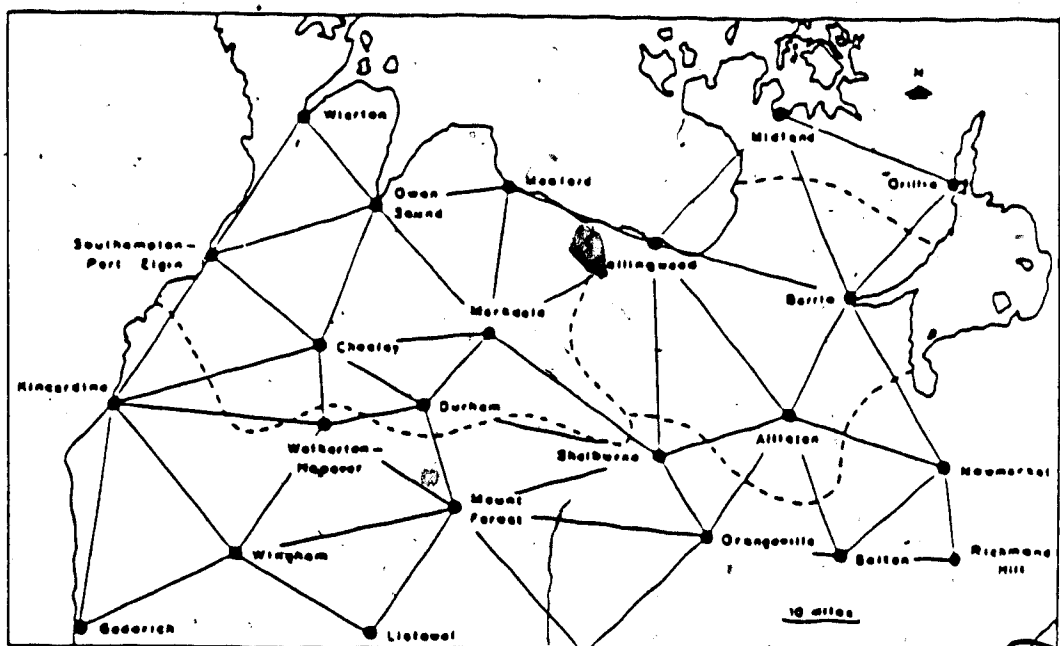 N
Wiarton
Midland
Orillia
Owen
Sound
Meaford
Southampton-
Port Elgin
Collingwood
Barrie
Markdale
Chesley
Kincardine
Durham
Walkerton-
Hanover
Shelburne
Alliston
Newmarket
Mount
Forest
Orangeville
Bolton
Richmond
Hill
Wingham
10 miles
Goderich
Listowel